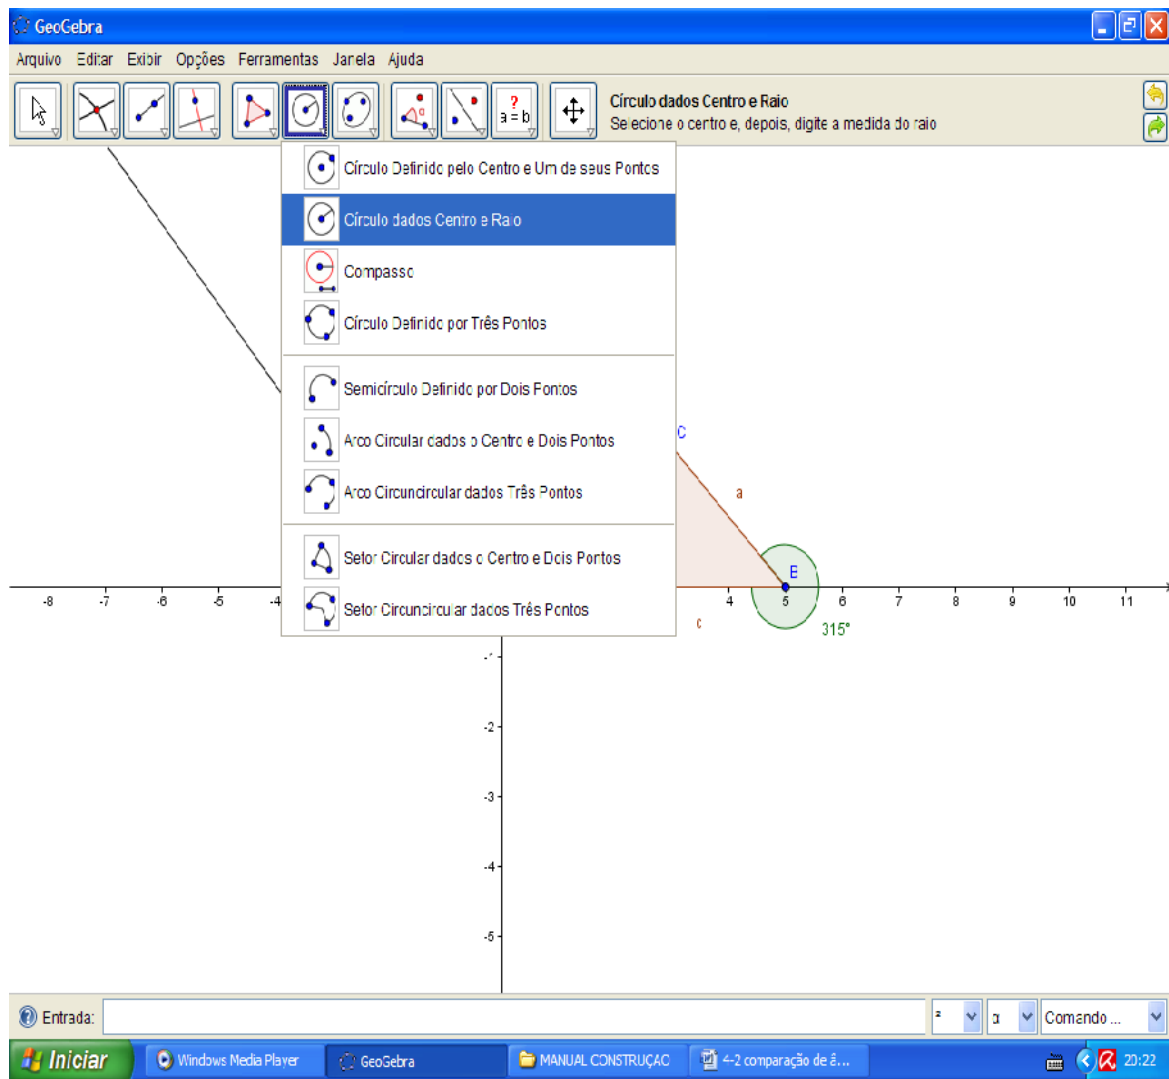 GeoGebra
Arquivo Editar Exibir Opções Ferramentas Janela Ajuda
? a = b
Círculo dados Centro e Raio
Selecione o centro e, depois, digite a medida do raio
Círculo Definido pelo Centro e Um de seus Pontos
Círculo dados Centro e Raio
Compasso
Círculo Definido por Três Pontos
Semicírculo Definido por Dois Pontos
Arco Circular dados o Centro e Dois Pontos
Arco Circuncircular dados Três Pontos
Setor Circular dados o Centro e Dois Pontos
Setor Circuncircular dados Três Pontos
C
a
B
-8 -7 -6 -5 -4 4 5 6 7 8 9 10 11
c
315°
-1
-2
-3
-4
-5
Entrada: ² α Comando ...
Iniciar Windows Media Player GeoGebra MANUAL CONSTRUÇAO 4-2 comparação de â... 20:22